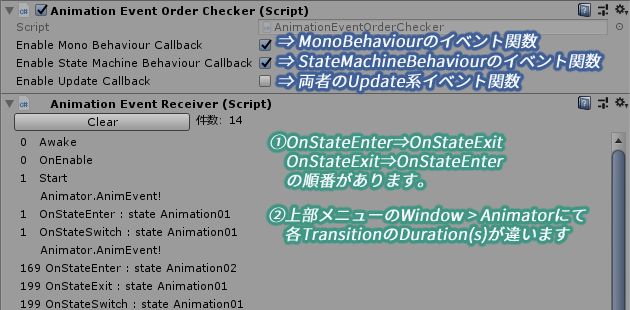 Animation Event Order Checker (Script)
Script AnimationEventOrderChecker
Enable Mono Behaviour Callback ⇒ MonoBehaviourのイベント関数
Enable State Machine Behaviour Callback ⇒ StateMachineBehaviourのイベント関数
Enable Update Callback ⇒ 両者のUpdate系イベント関数
Animation Event Receiver (Script)
Clear 件数: 14
0 Awake
0 OnEnable
1 Start
Animator.AnimEvent!
1 OnStateEnter : state Animation01
1 OnStateSwitch : state Animation01
Animator.AnimEvent!
169 OnStateEnter : state Animation02
199 OnStateExit : state Animation01
199 OnStateSwitch : state Animation01
①OnStateEnter⇒OnStateExit
OnStateExit⇒OnStateEnter
の順番があります。
②上部メニューのWindow > Animatorにて
各TransitionのDuration(s)が違います